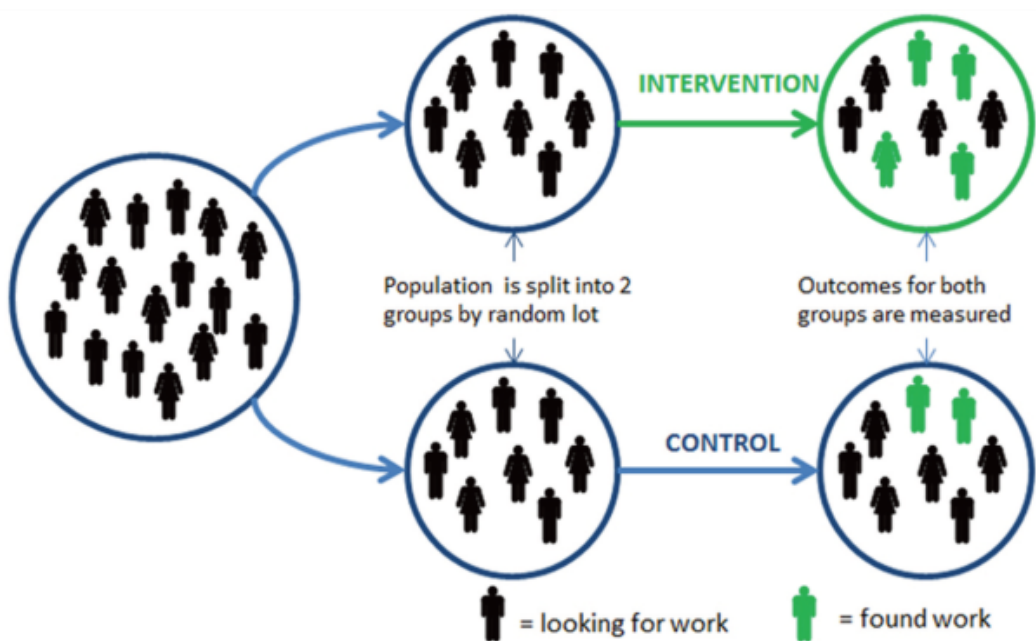 INTERVENTION
Population is split into 2
groups by random lot
Outcomes for both
groups are measured
CONTROL
= looking for work
= found work